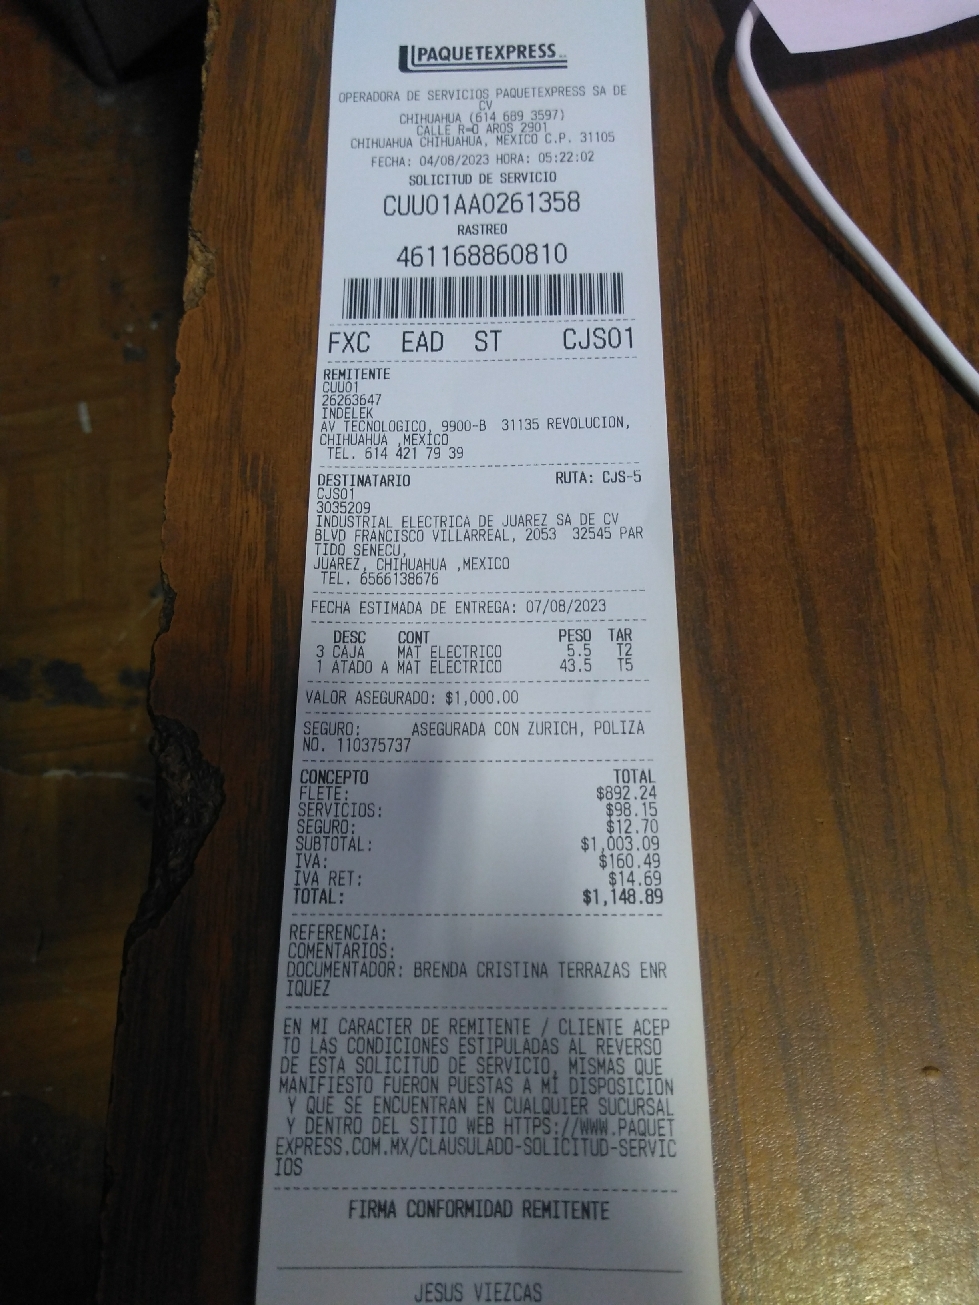 PAQUETEXPRESS
OPERADORA DE SERVICIOS PAQUETEXPRESS SA DE
CV
CHIHUAHUA (614 689 3597)
CALLE R=O AROS 2901
CHIHUAHUA CHIHUAHUA, MEXICO C.P. 31105
FECHA: 04/08/2023 HORA: 05:22:02
SOLICITUD DE SERVICIO
CUU01AA0261358
RASTREO
461168860810
FXC EAD ST CJS01
REMITENTE
CUU01
26263647
INDELEK
AV TECNOLOGICO, 9900-B 31135 REVOLUCION,
CHIHUAHUA ,MEXICO
TEL. 614 421 79 39
DESTINATARIO RUTA: CJS-5
CJS01
3035209
INDUSTRIAL ELECTRICA DE JUAREZ SA DE CV
BLVD FRANCISCO VILLARREAL, 2053 32545 PAR
TIDO SENECU,
JUAREZ, CHIHUAHUA ,MEXICO
TEL. 6566138676
FECHA ESTIMADA DE ENTREGA: 07/08/2023
DESC CONT PESO TAR
3 CAJA MAT ELECTRICO 5.5 T2
1 ATADO A MAT ELECTRICO 43.5 T5
VALOR ASEGURADO: $1,000.00
SEGURO: ASEGURADA CON ZURICH, POLIZA
NO. 110375737
CONCEPTO TOTAL
FLETE: $892.24
SERVICIOS: $98.15
SEGURO: $12.70
SUBTOTAL: $1,003.09
IVA: $160.49
IVA RET: $14.69
TOTAL: $1,148.89
REFERENCIA:
COMENTARIOS:
DOCUMENTADOR: BRENDA CRISTINA TERRAZAS ENR
IQUEZ
EN MI CARACTER DE REMITENTE / CLIENTE ACEP
TO LAS CONDICIONES ESTIPULADAS AL REVERSO
DE ESTA SOLICITUD DE SERVICIO, MISMAS QUE
MANIFIESTO FUERON PUESTAS A MI DISPOSICION
Y QUE SE ENCUENTRAN EN CUALQUIER SUCURSAL
Y DENTRO DEL SITIO WEB HTTPS://WWW.PAQUET
EXPRESS.COM.MX/CLAUSULADO-SOLICITUD-SERVIC
IOS
FIRMA CONFORMIDAD REMITENTE
JESUS VIEZCAS